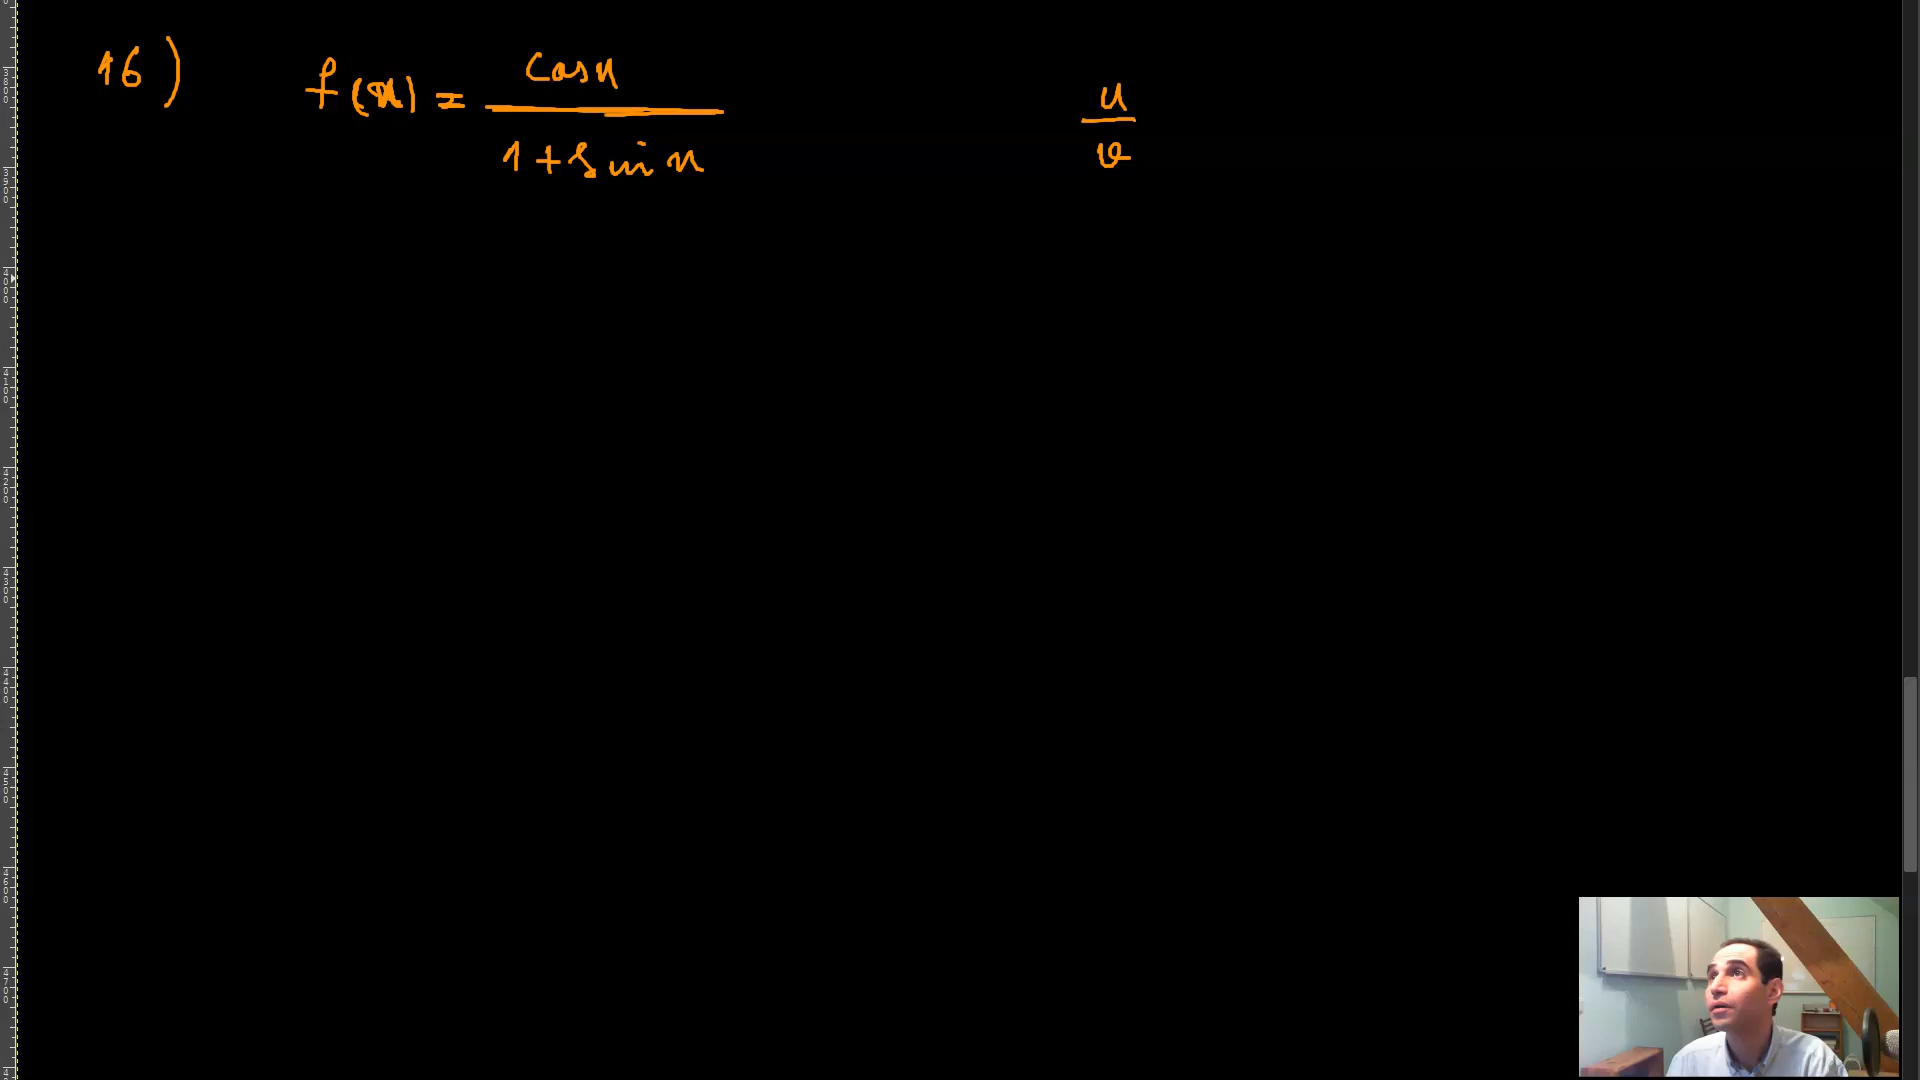 16) f(x) = cos x / 1 + sin x
u / v